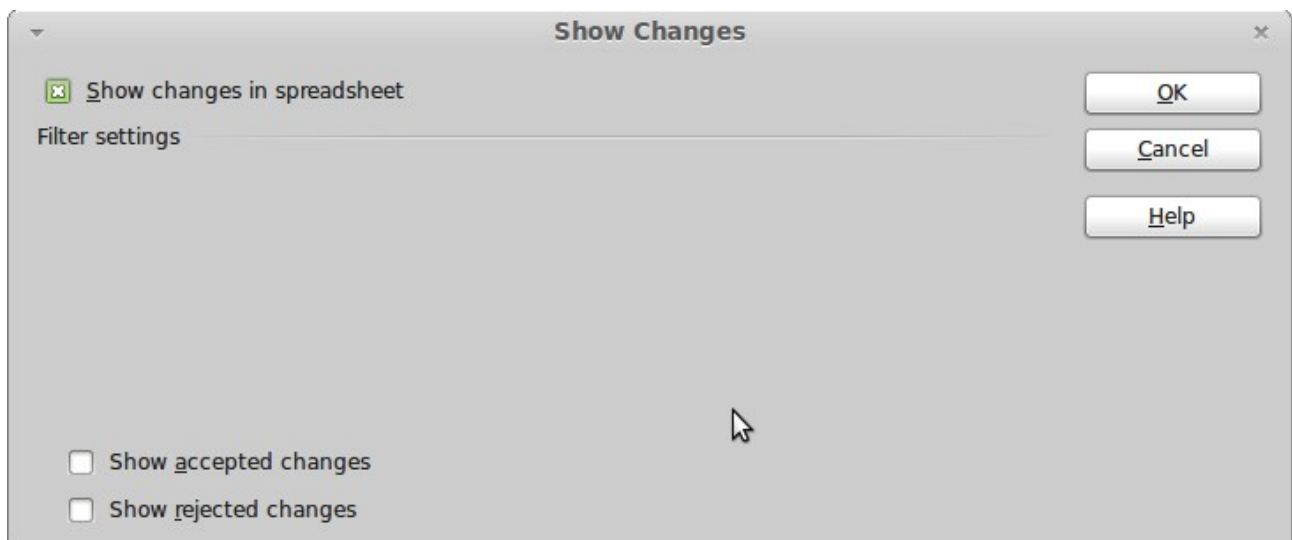 Show Changes
Show changes in spreadsheet
OK
Filter settings
Cancel
Help
Show accepted changes
Show rejected changes